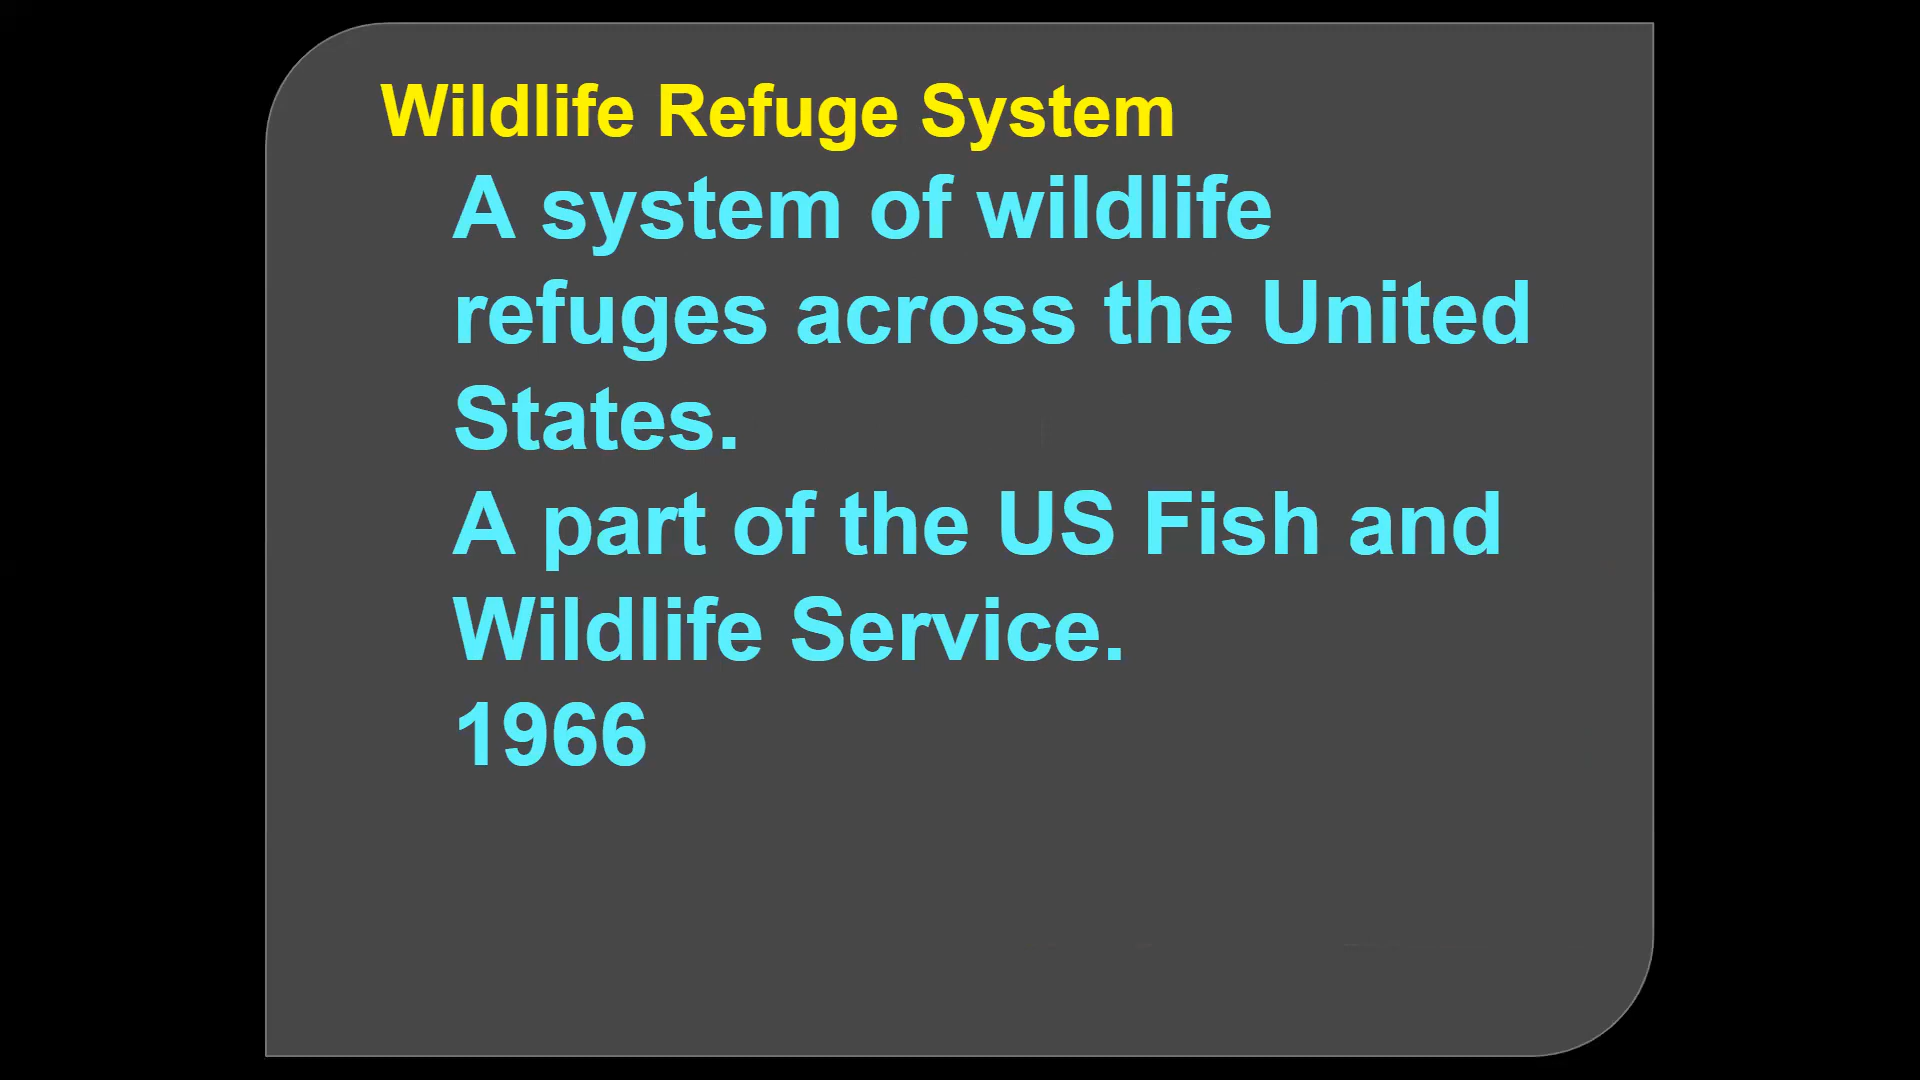 Wildlife Refuge System
A system of wildlife
refuges across the United
States.
A part of the US Fish and
Wildlife Service.
1966